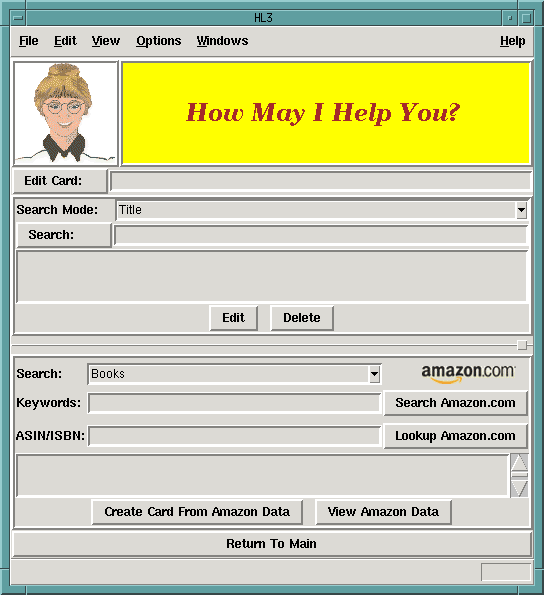 HL3
File Edit View Options Windows Help
How May I Help You?
Edit Card:
Search Mode: Title
Search:
Edit Delete
Search: Books amazon.com
Keywords: Search Amazon.com
ASIN/ISBN: Lookup Amazon.com
Create Card From Amazon Data View Amazon Data
Return To Main